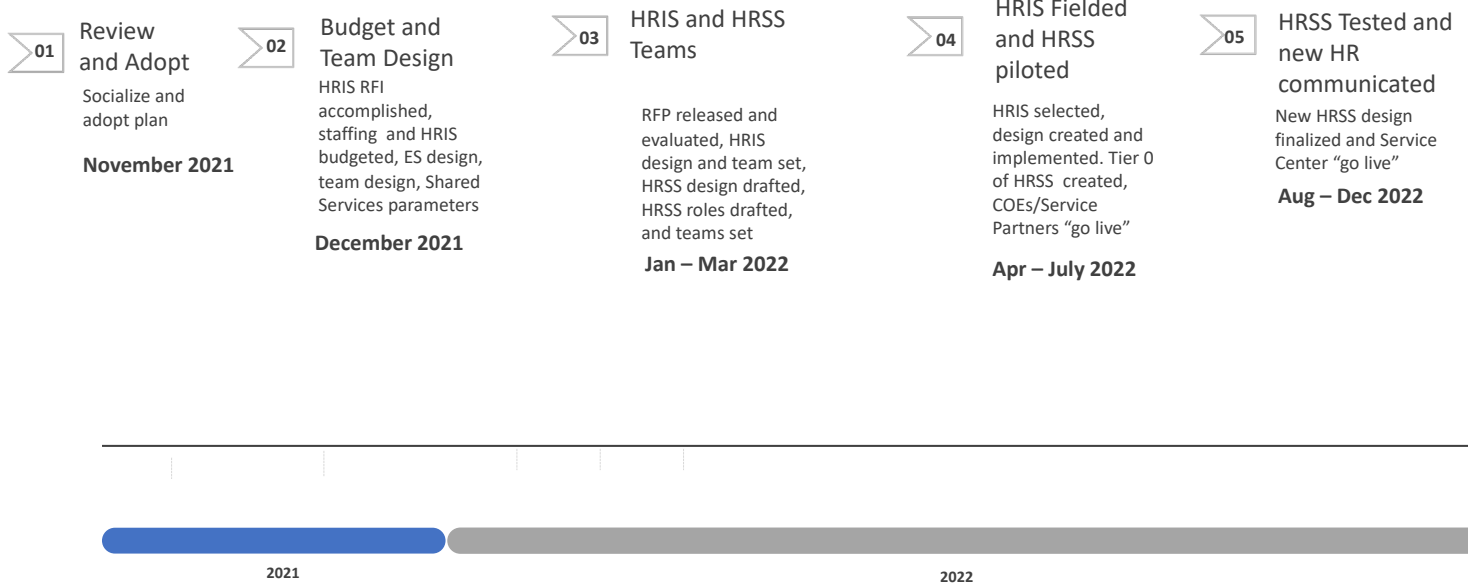 01
Review
and Adopt
Socialize and
adopt plan
November 2021
02
Budget and
Team Design
HRIS RFI
accomplished,
staffing and HRIS
budgeted, ES design,
team design, Shared
Services parameters
December 2021
03
HRIS and HRSS
Teams
RFP released and
evaluated, HRIS
design and team set,
HRSS design drafted,
HRSS roles drafted,
and teams set
Jan – Mar 2022
04
HRIS Fielded
and HRSS
piloted
HRIS selected,
design created and
implemented. Tier 0
of HRSS created,
COEs/Service
Partners “go live”
Apr – July 2022
05
HRSS Tested and
new HR
communicated
New HRSS design
finalized and Service
Center “go live”
Aug – Dec 2022
2021
2022